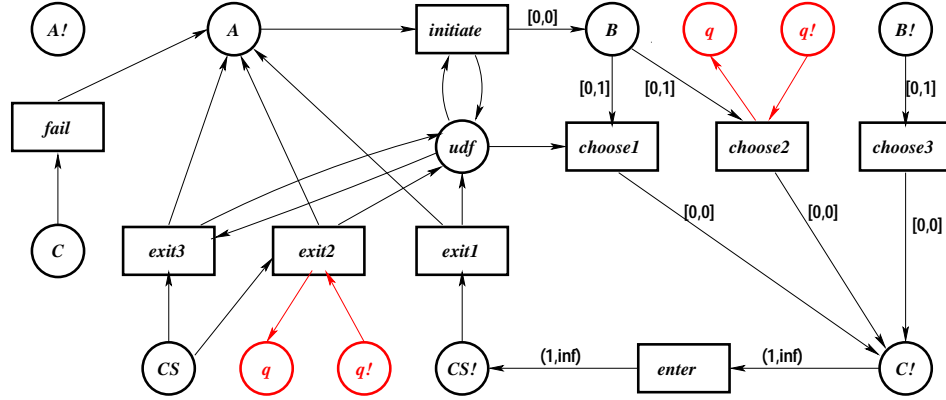 A! A initiate [0,0] B q q! B!
[0,1] [0,1] [0,1]
fail udf choose1 choose2 choose3
[0,0] [0,0] [0,0]
C exit3 exit2 exit1
CS q q! CS! (1,inf) enter (1,inf) C!